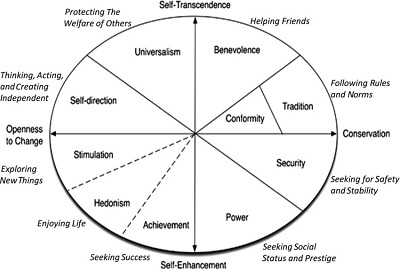 Self-Transcendence
Protecting The
Welfare of Others
Helping Friends
Universalism
Benevolence
Thinking, Acting,
and Creating
Independent
Self-direction
Following Rules
and Norms
Tradition
Conformity
Openness
to Change
Conservation
Stimulation
Security
Exploring
New Things
Seeking for Safety
and Stability
Hedonism
Power
Achievement
Enjoying Life
Seeking Success
Self-Enhancement
Seeking Social
Status and Prestige